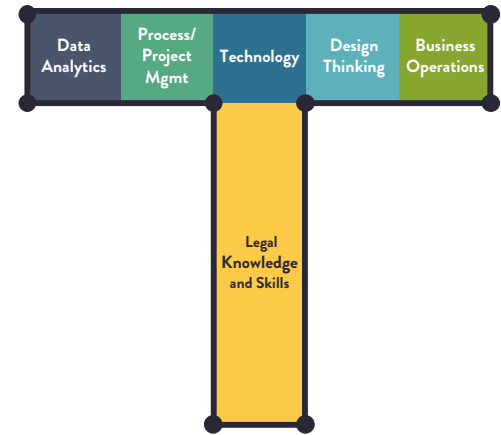 Data
Analytics
Process/
Project
Mgmt
Technology
Design
Thinking
Business
Operations
Legal
Knowledge
and Skills